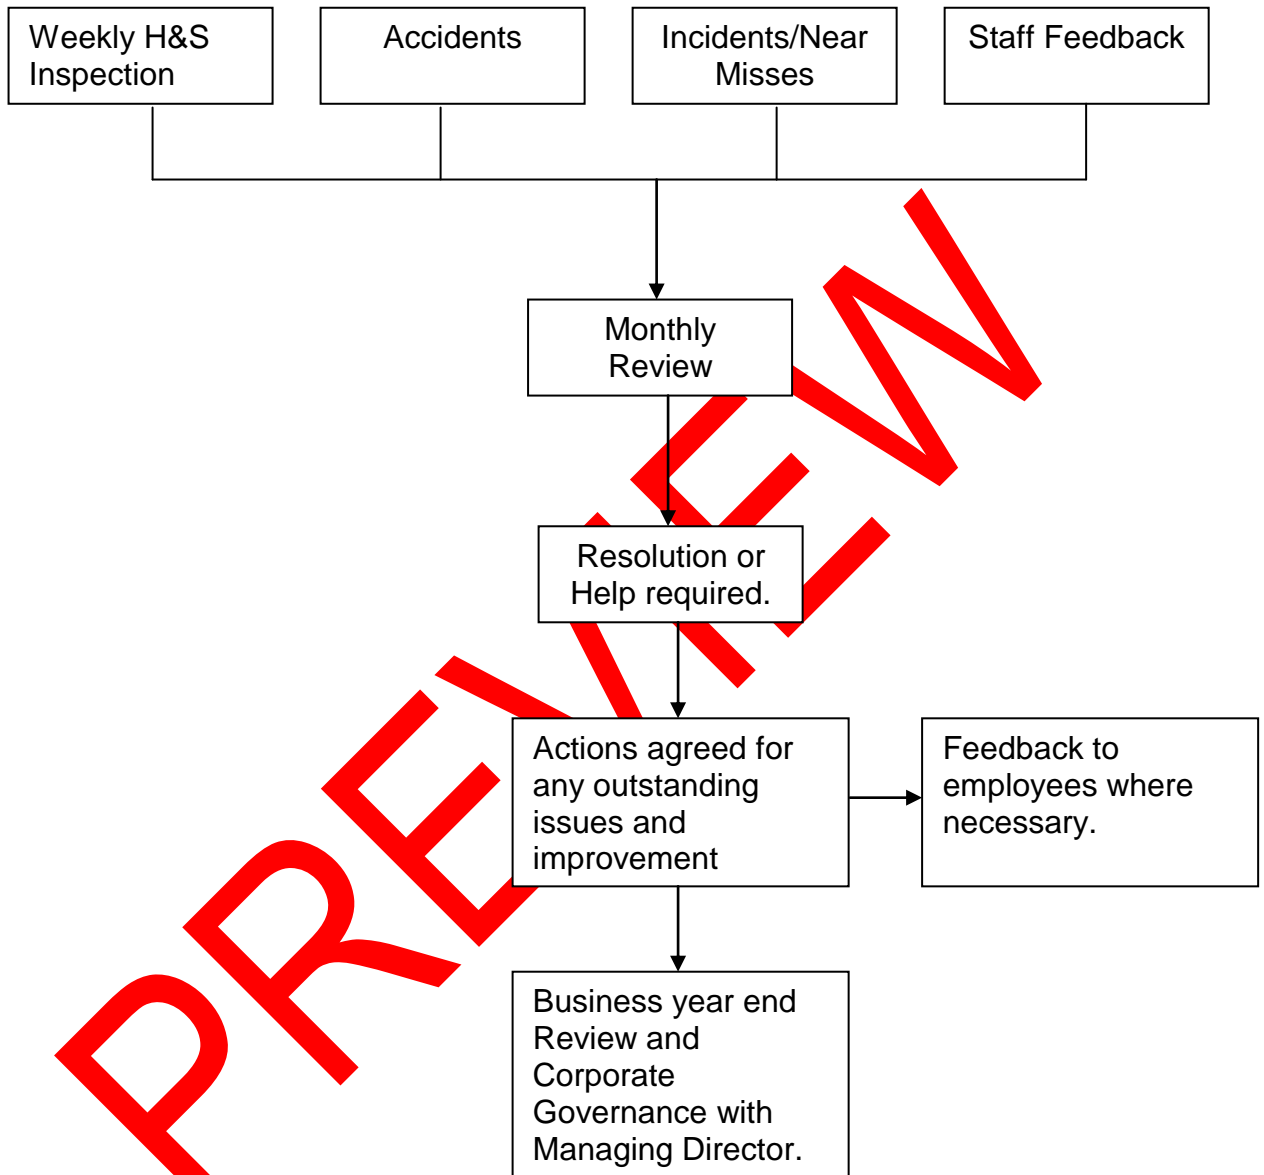 Weekly H&S
Inspection
Accidents
Incidents/Near
Misses
Staff Feedback
Monthly
Review
Resolution or
Help required.
Actions agreed for
any outstanding
issues and
improvement
Feedback to
employees where
necessary.
Business year end
Review and
Corporate
Governance with
Managing Director.
PREVIEW